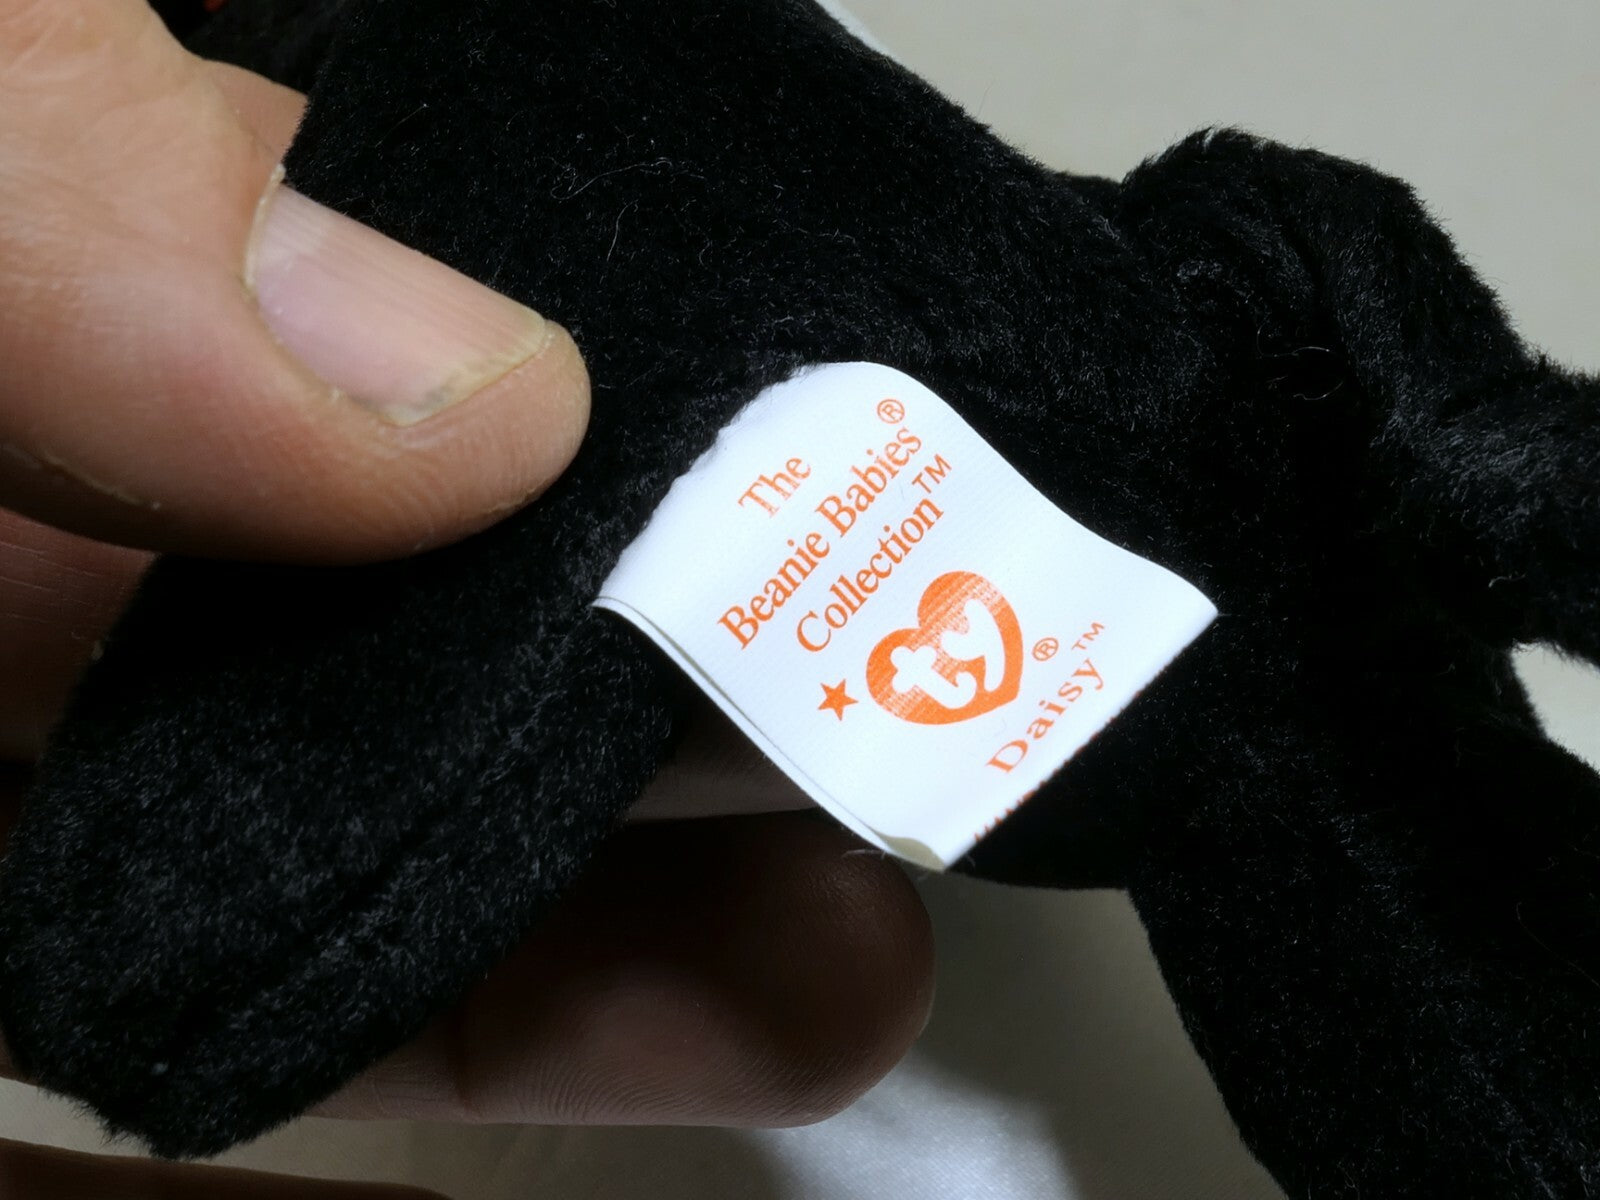 The
Beanie Babies®
Collection™
★ ty ®
Daisy™